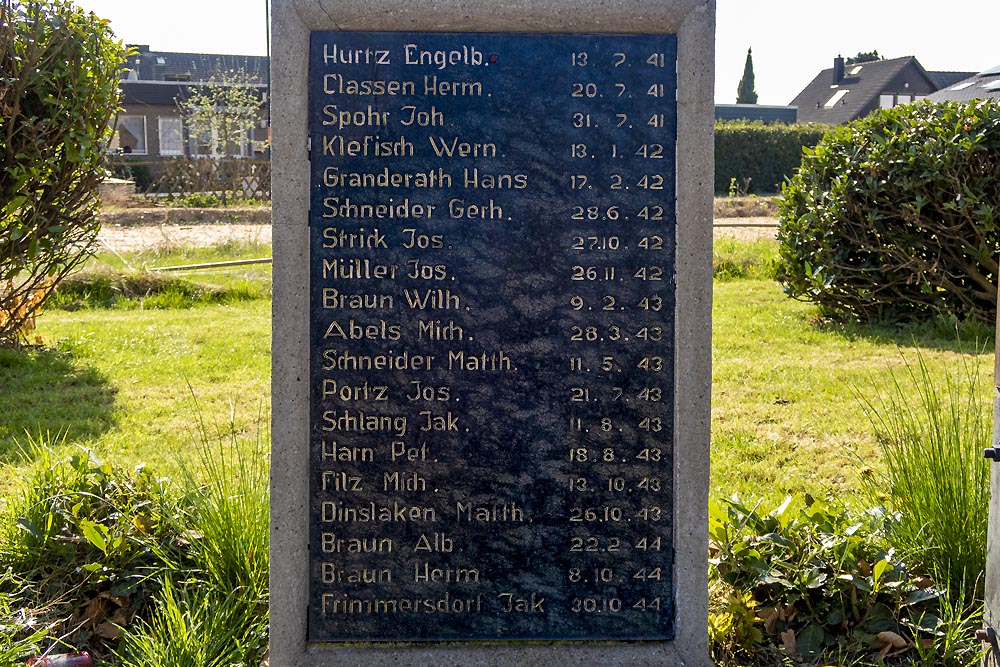 Hurtz Engelb. 13. 7. 41
Classen Herm. 20. 7. 41
Spohr Joh. 31. 7. 41
Klefisch Wern. 13. 1. 42
Granderath Hans 17. 2. 42
Schneider Gerh. 28.6. 42
Strick Jos. 27.10. 42
Müller Jos. 26.11. 42
Braun Wilh. 9. 2. 43
Abels Mich. 28.3. 43
Schneider Matth. 11. 5. 43
Portz Jos. 21. 7. 43
Schlang Jak. 11. 8. 43
Harn Pet. 18. 8. 43
Filz Mich. 13. 10. 43
Dinslaken Matth. 26.10. 43
Braun Alb. 22.2. 44
Braun Herm. 8.10. 44
Frimmersdorf Jak. 30.10. 44